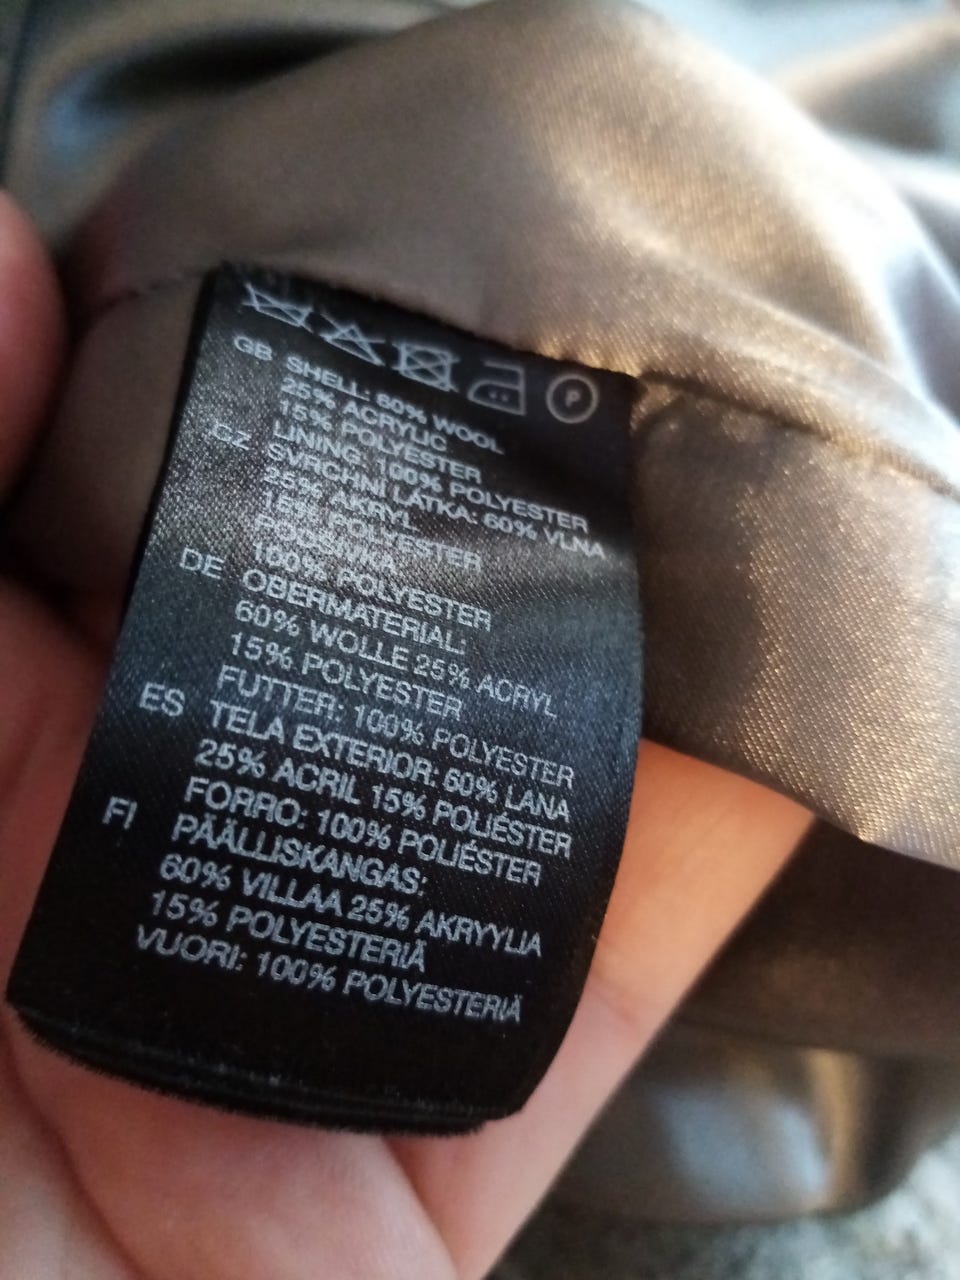 P
GB SHELL: 60% WOOL
25% ACRYLIC
15% POLYESTER
LINING: 100% POLYESTER
CZ SVRCHNÍ LÁTKA: 60% VLNA
25% AKRYL
15% POLYESTER
PODŠÍVKA
100% POLYESTER
DE OBERMATERIAL:
60% WOLLE 25% ACRYL
15% POLYESTER
FUTTER: 100% POLYESTER
ES TELA EXTERIOR: 60% LANA
25% ACRIL 15% POLIÉSTER
FORRO: 100% POLIÉSTER
FI PÄÄLLISKANGAS:
60% VILLAA 25% AKRYYLIA
15% POLYESTERIÄ
VUORI: 100% POLYESTERIÄ